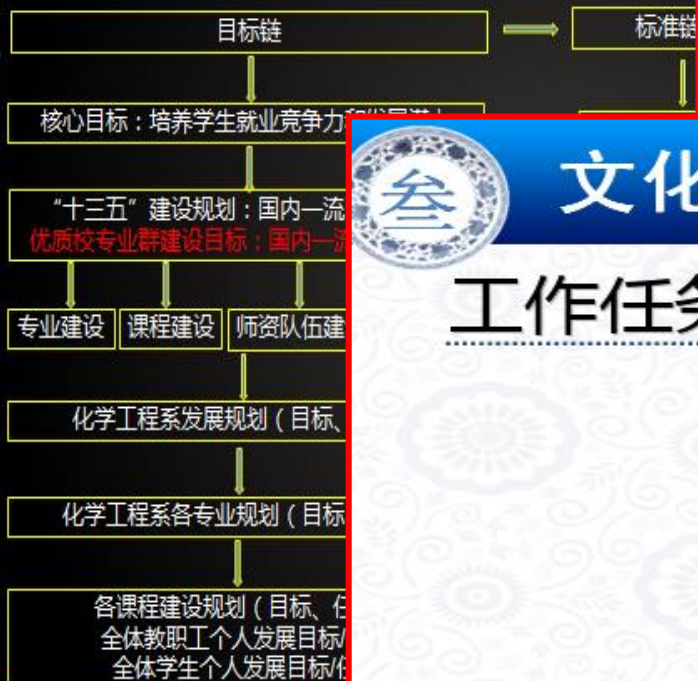 目标链
标准链
核心目标：培养学生就业竞争力和发展潜力
“十三五”建设规划：国内一流
优质校专业群建设目标：国内一流
专业建设
课程建设
师资队伍建
化学工程系发展规划（目标、
化学工程系各专业规划（目标
各课程建设规划（目标、任
全体教职工个人发展目标/
全体学生个人发展目标/任
叁
文化
工作任务